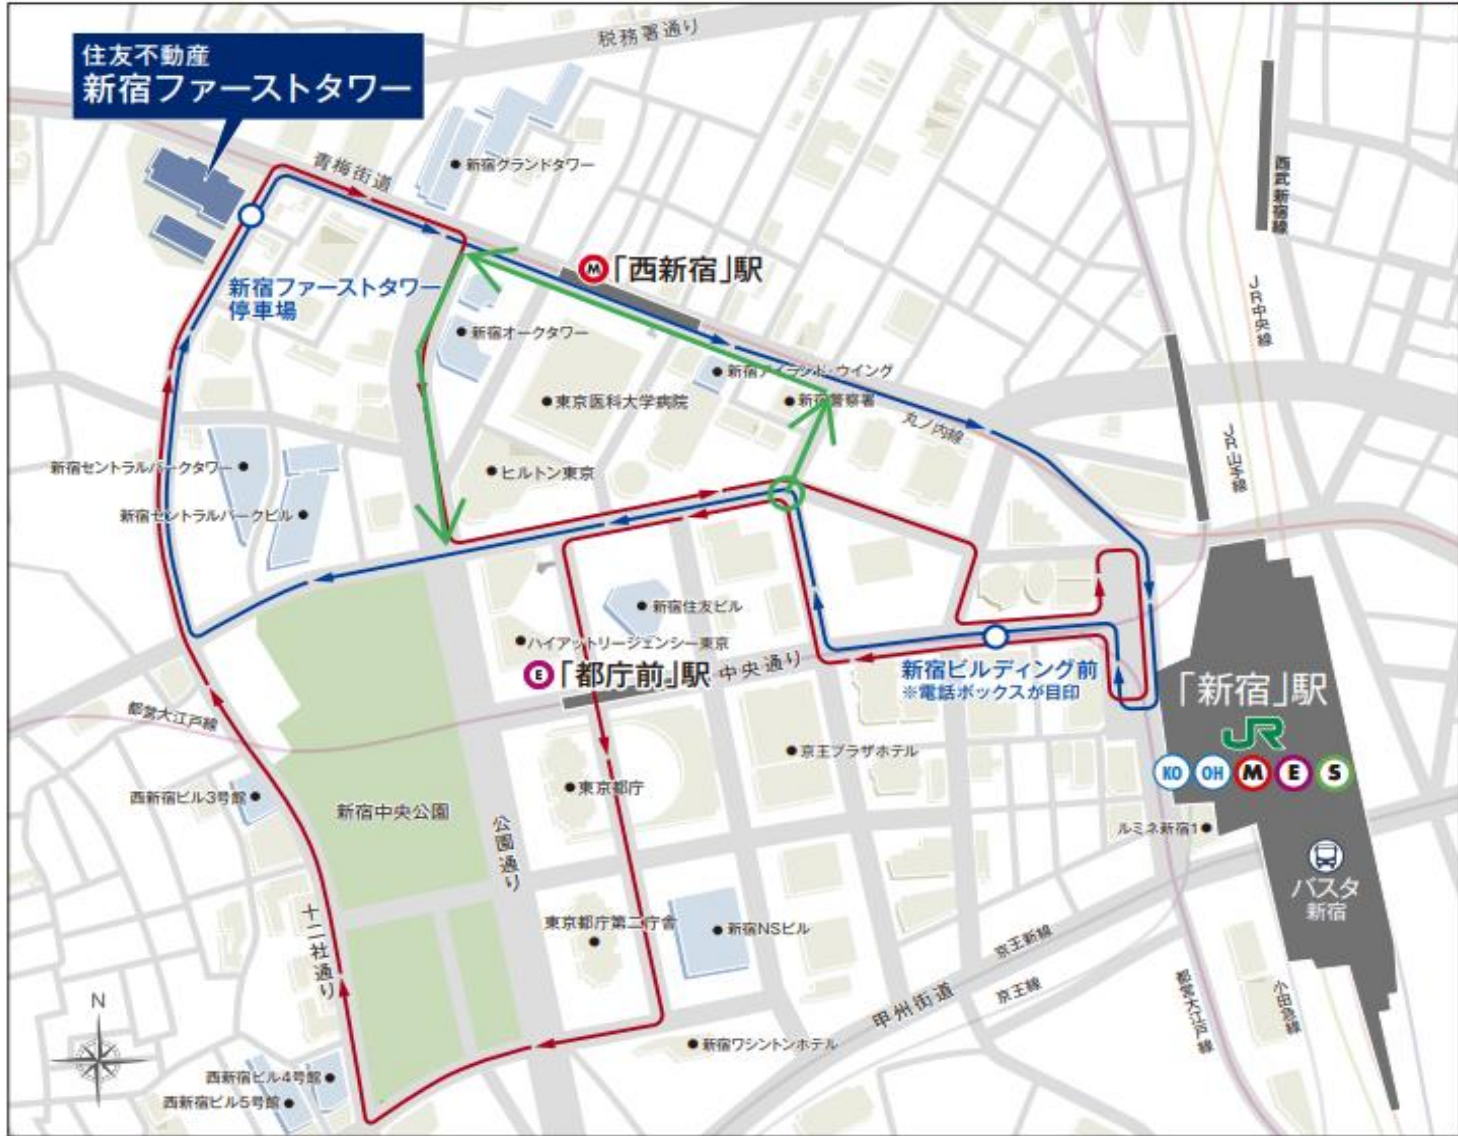 税務署通り
住友不動産
新宿ファーストタワー
青梅街道
新宿グランドタワー
西武新宿線
M「西新宿」駅
新宿ファーストタワー
停車場
JR中央線
新宿オークタワー
新宿アイランド・ウイング
東京医科大学病院
新宿警察署
丸ノ内線
JR山手線
新宿セントラルパークタワー
ヒルトン東京
新宿セントラルパークビル
新宿住友ビル
ハイアットリージェンシー東京
E「都庁前」駅
中央通り
新宿ビルディング前
※電話ボックスが目印
「新宿」駅
JR
KO OH M E S
都営大江戸線
京王プラザホテル
西新宿ビル3号館
東京都庁
新宿中央公園
公園通り
ルミネ新宿1
バスタ
新宿
十二社通り
東京都庁第二庁舎
新宿NSビル
京王新線
京王線
甲州街道
都営大江戸線
小田急線
N
新宿ワシントンホテル
西新宿ビル4号館
西新宿ビル5号館